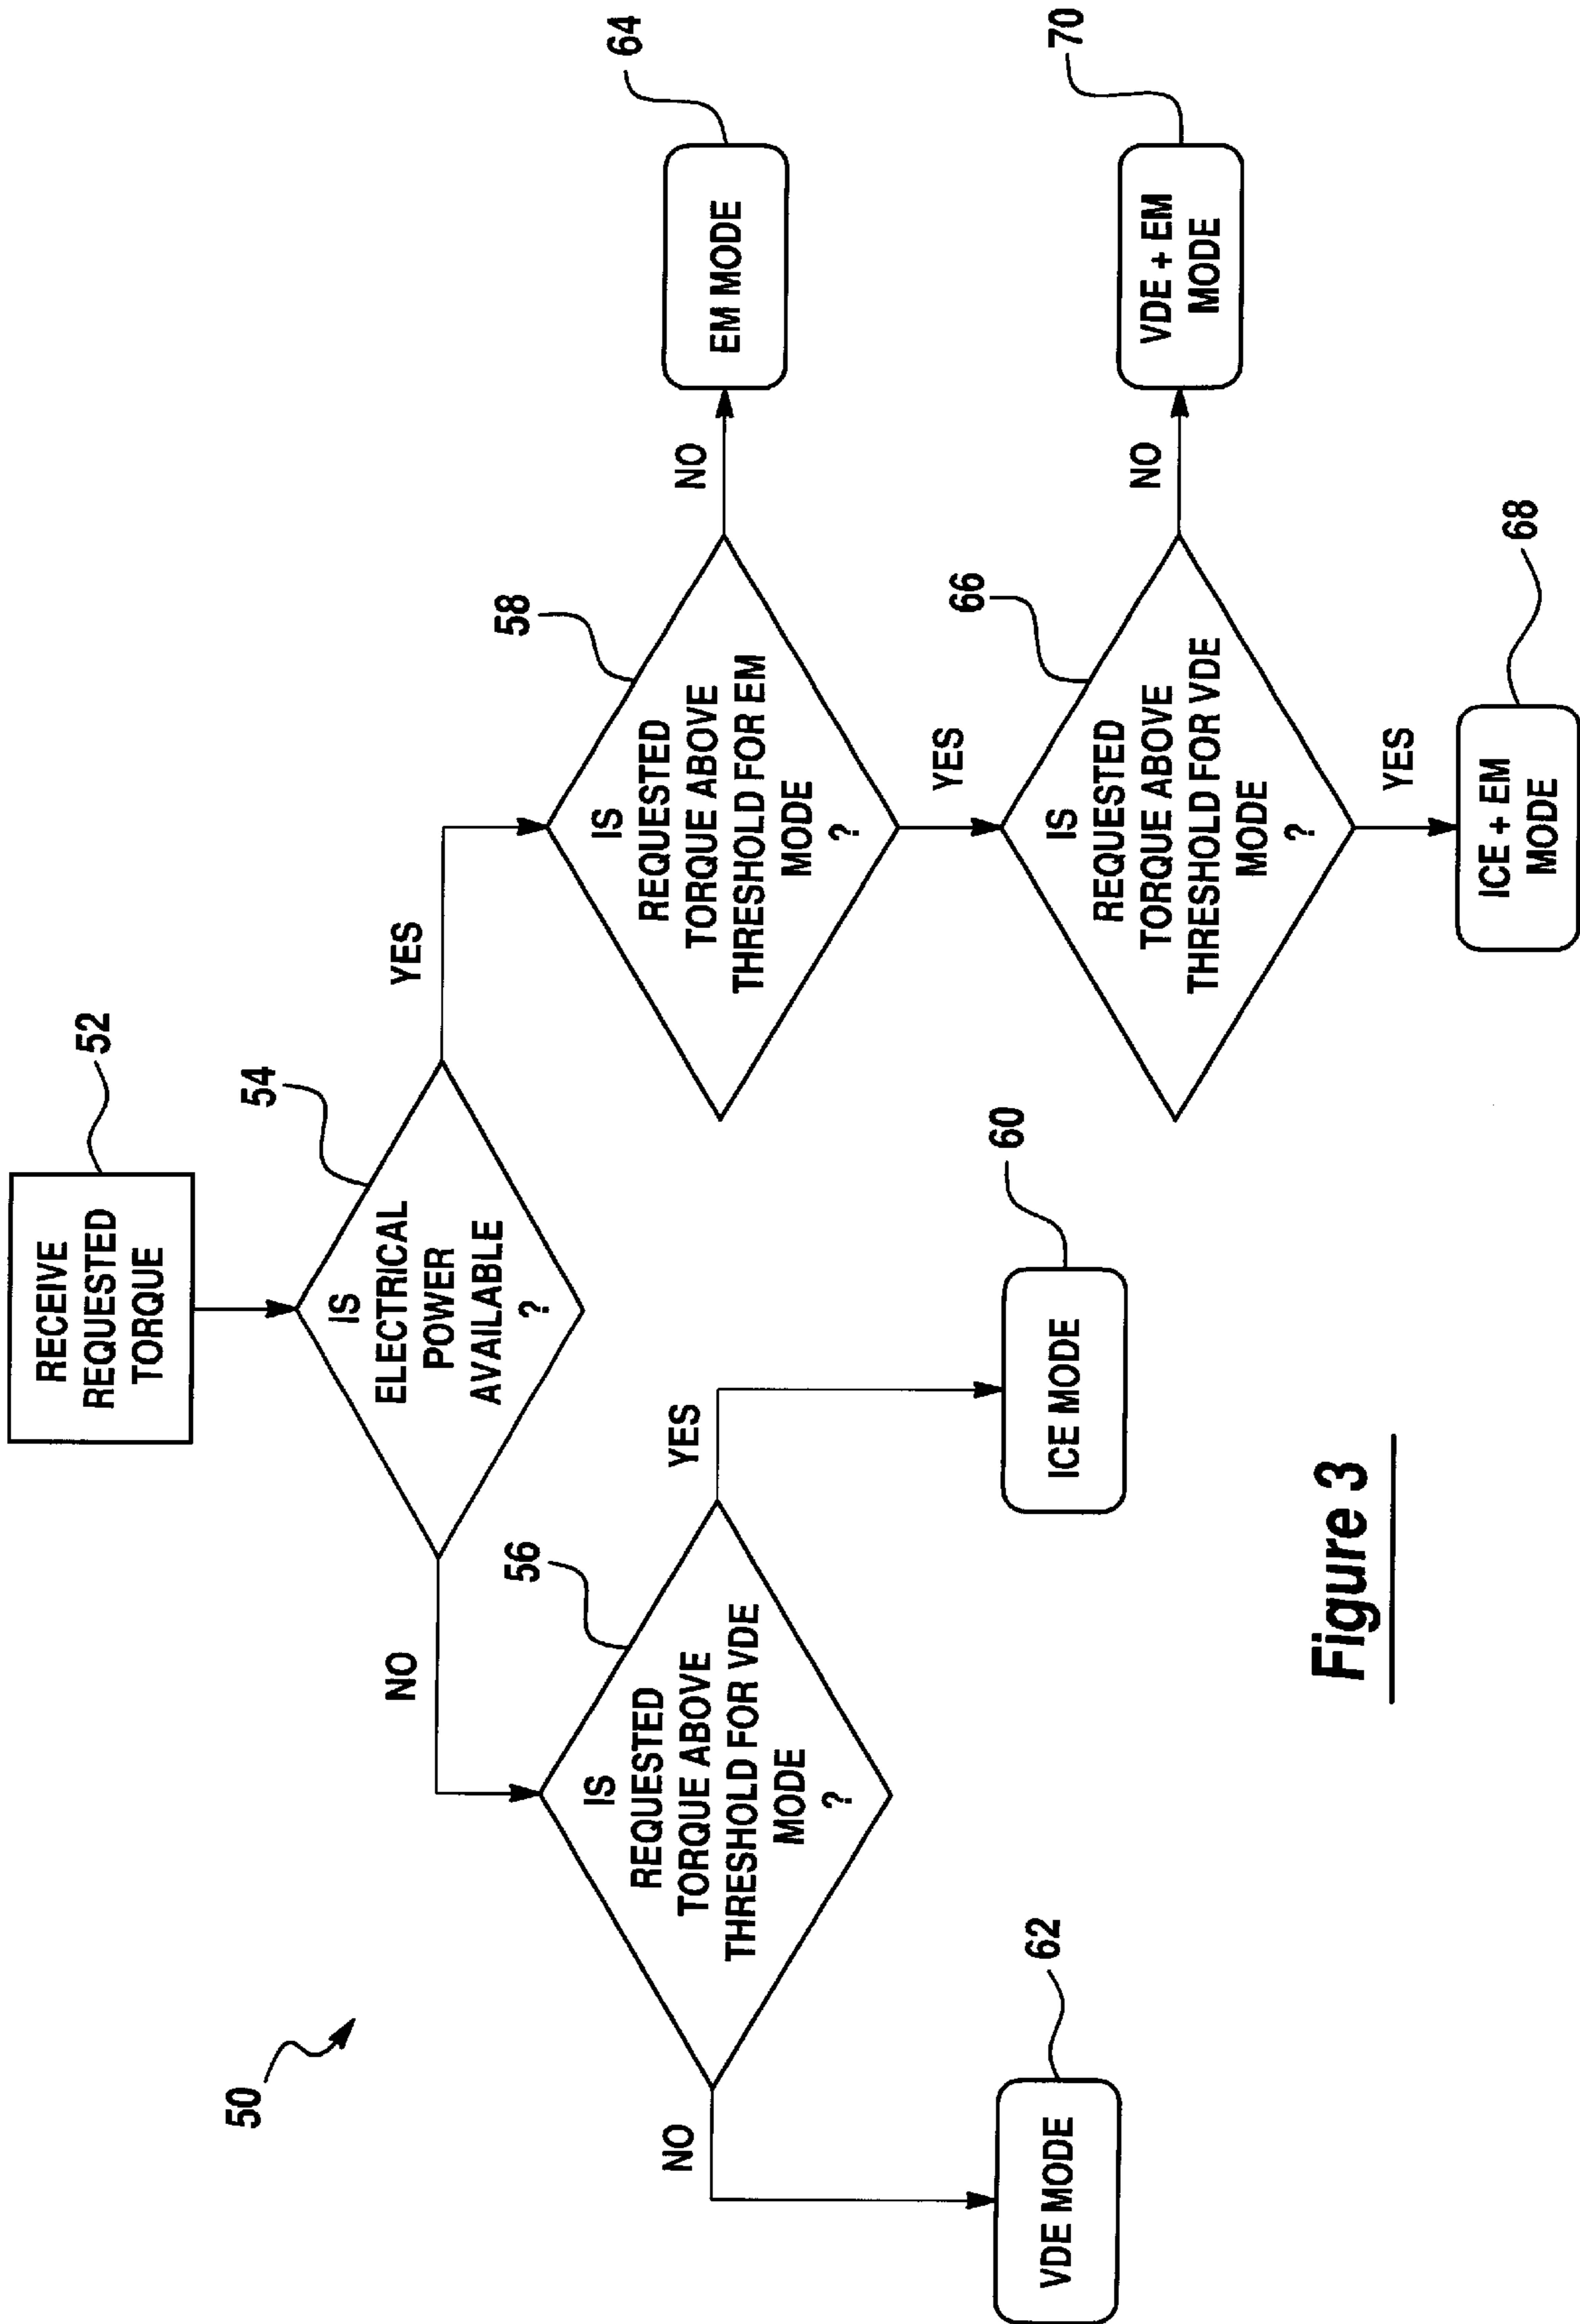 RECEIVE
REQUESTED
TORQUE
52
54
IS
ELECTRICAL
POWER
AVAILABLE
?
NO
YES
50
56
IS
REQUESTED
TORQUE ABOVE
THRESHOLD FOR VDE
MODE
?
NO
YES
62
VDE MODE
60
ICE MODE
58
IS
REQUESTED
TORQUE ABOVE
THRESHOLD FOR EM
MODE
?
NO
64
EM MODE
YES
66
IS
REQUESTED
TORQUE ABOVE
THRESHOLD FOR VDE
MODE
?
NO
70
VDE + EM
MODE
YES
68
ICE + EM
MODE
Figure 3